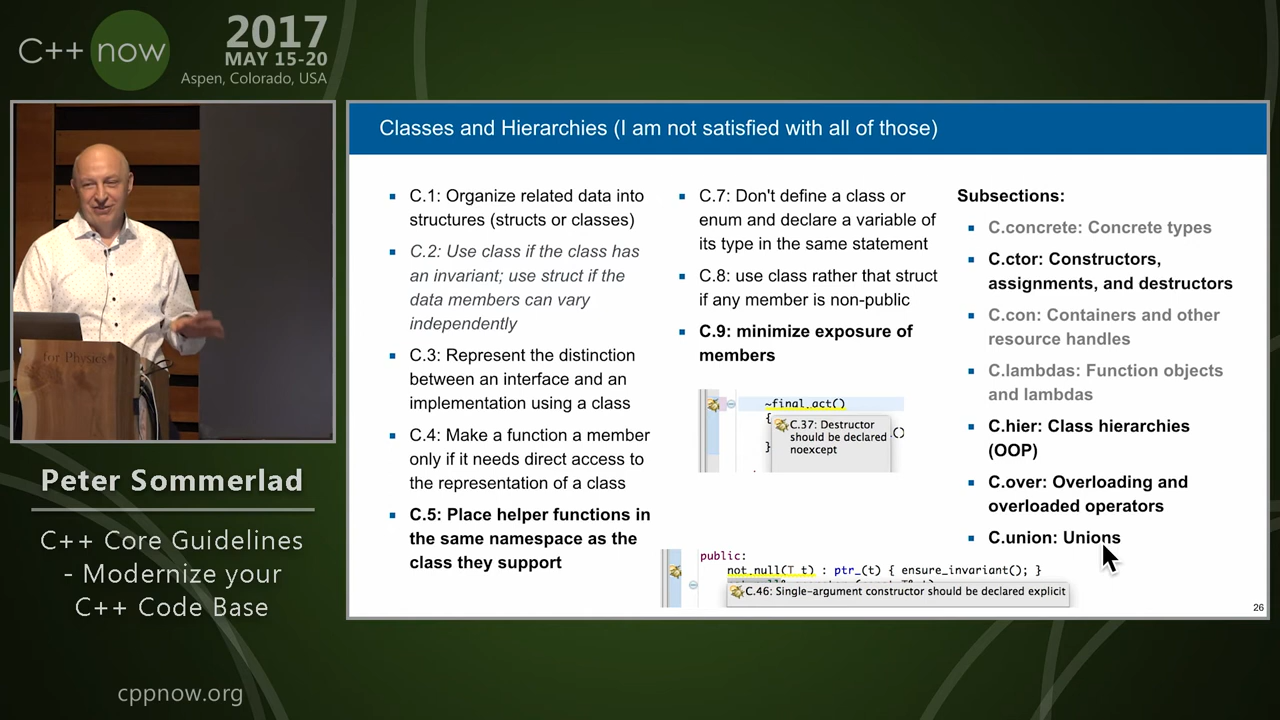 C++ now
2017
MAY 15-20
Aspen, Colorado, USA
for Physics
Peter Sommerlad
C++ Core Guidelines
- Modernize your
C++ Code Base
cppnow.org
Classes and Hierarchies (I am not satisfied with all of those)
C.1: Organize related data into
structures (structs or classes)
C.2: Use class if the class has
an invariant; use struct if the
data members can vary
independently
C.3: Represent the distinction
between an interface and an
implementation using a class
C.4: Make a function a member
only if it needs direct access to
the representation of a class
C.5: Place helper functions in
the same namespace as the
class they support
C.7: Don't define a class or
enum and declare a variable of
its type in the same statement
C.8: use class rather that struct
if any member is non-public
C.9: minimize exposure of
members
~final_act()
{
C.37: Destructor
should be declared
noexcept
()
}
public:
not_null(T t) : ptr_(t) { ensure_invariant(); }
C.46: Single-argument constructor should be declared explicit
Subsections:
C.concrete: Concrete types
C.ctor: Constructors,
assignments, and destructors
C.con: Containers and other
resource handles
C.lambdas: Function objects
and lambdas
C.hier: Class hierarchies
(OOP)
C.over: Overloading and
overloaded operators
C.union: Unions
26